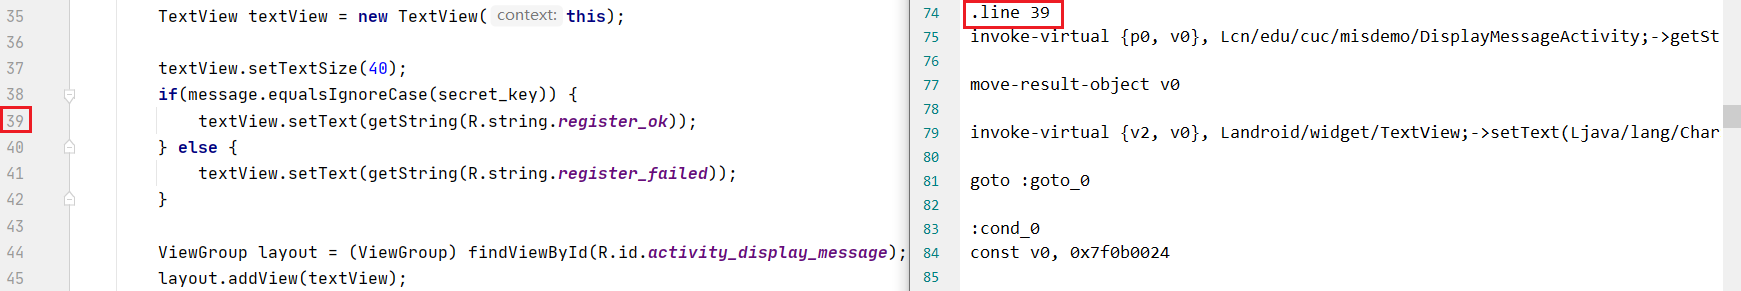 35 TextView textView = new TextView( context: this);
36
37 textView.setTextSize(40);
38 if(message.equalsIgnoreCase(secret_key)) {
39 textView.setText(getString(R.string.register_ok));
40 } else {
41 textView.setText(getString(R.string.register_failed));
42 }
43
44 ViewGroup layout = (ViewGroup) findViewById(R.id.activity_display_message);
45 layout.addView(textView);
74 .line 39
75 invoke-virtual {p0, v0}, Lcn/edu/cuc/misdemo/DisplayMessageActivity;->getSt
76
77 move-result-object v0
78
79 invoke-virtual {v2, v0}, Landroid/widget/TextView;->setText(Ljava/lang/Char
80
81 goto :goto_0
82
83 :cond_0
84 const v0, 0x7f0b0024
85